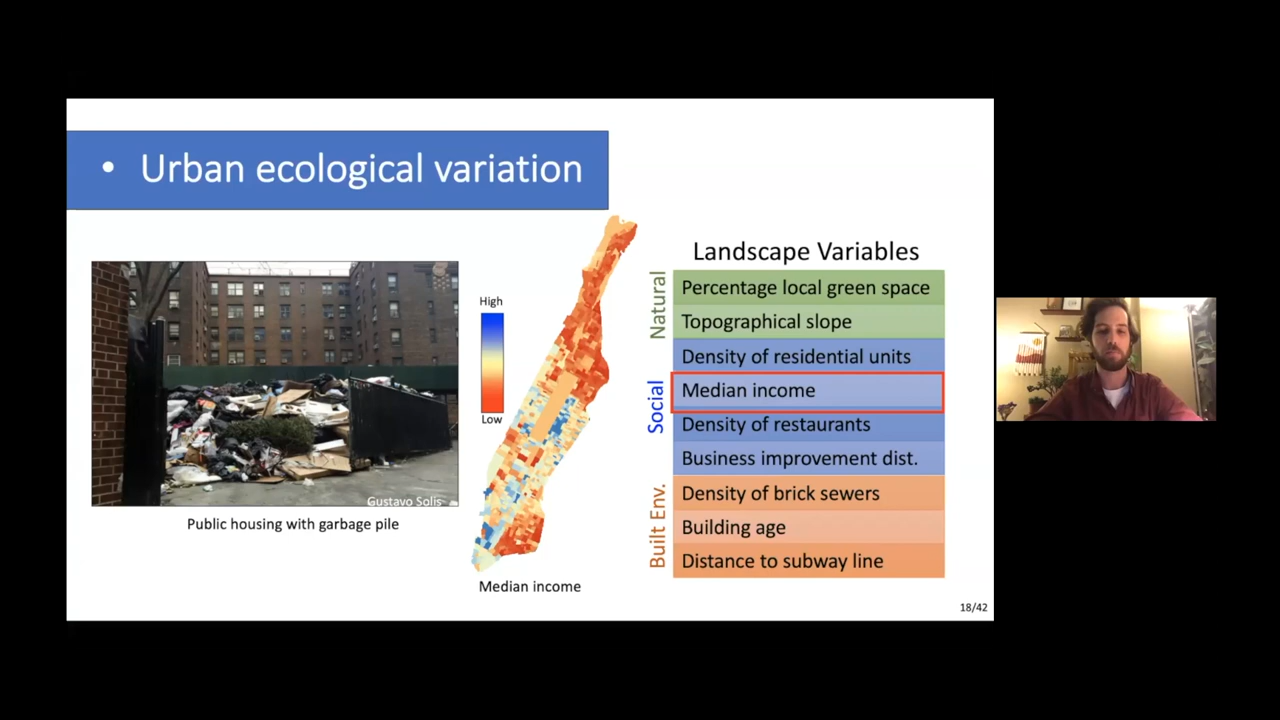 • Urban ecological variation
Gustavo Solis
Public housing with garbage pile
High
Low
Median income
Landscape Variables
Natural
Percentage local green space
Topographical slope
Social
Density of residential units
Median income
Density of restaurants
Business improvement dist.
Built Env.
Density of brick sewers
Building age
Distance to subway line
18/42